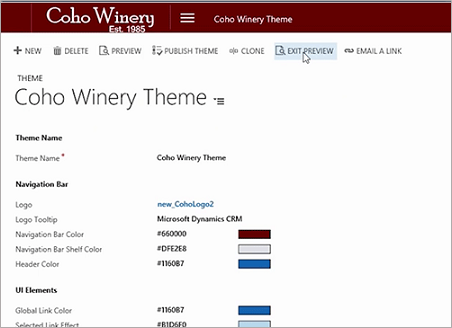 Coho Winery
Est. 1985
Coho Winery Theme
NEW DELETE PREVIEW PUBLISH THEME CLONE EXIT PREVIEW EMAIL A LINK
THEME
Coho Winery Theme
Theme Name
Theme Name * Coho Winery Theme
Navigation Bar
Logo new_CohoLogo2
Logo Tooltip Microsoft Dynamics CRM
Navigation Bar Color #660000
Navigation Bar Shelf Color #DFE2E8
Header Color #1160B7
UI Elements
Global Link Color #1160B7
Selected Link Effect #B1D6F0